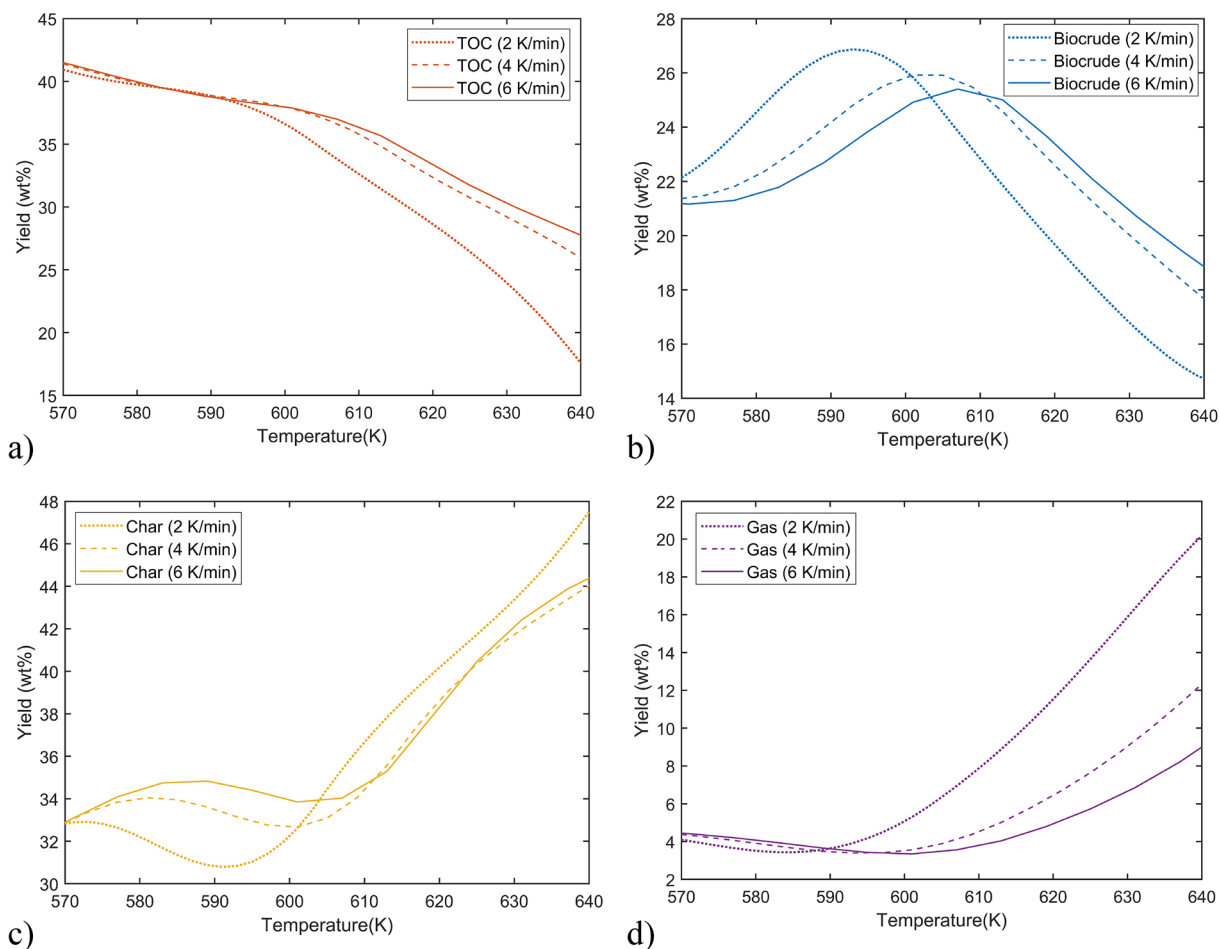 45
40
35
30
25
20
15
Yield (wt%)
TOC (2 K/min)
TOC (4 K/min)
TOC (6 K/min)
570 580 590 600 610 620 630 640
Temperature(K)
a)
28
26
24
22
20
18
16
14
Yield (wt%)
Biocrude (2 K/min)
Biocrude (4 K/min)
Biocrude (6 K/min)
570 580 590 600 610 620 630 640
Temperature(K)
b)
48
46
44
42
40
38
36
34
32
30
Yield (wt%)
Char (2 K/min)
Char (4 K/min)
Char (6 K/min)
570 580 590 600 610 620 630 640
Temperature(K)
c)
22
20
18
16
14
12
10
8
6
4
2
Yield (wt%)
Gas (2 K/min)
Gas (4 K/min)
Gas (6 K/min)
570 580 590 600 610 620 630 640
Temperature(K)
d)